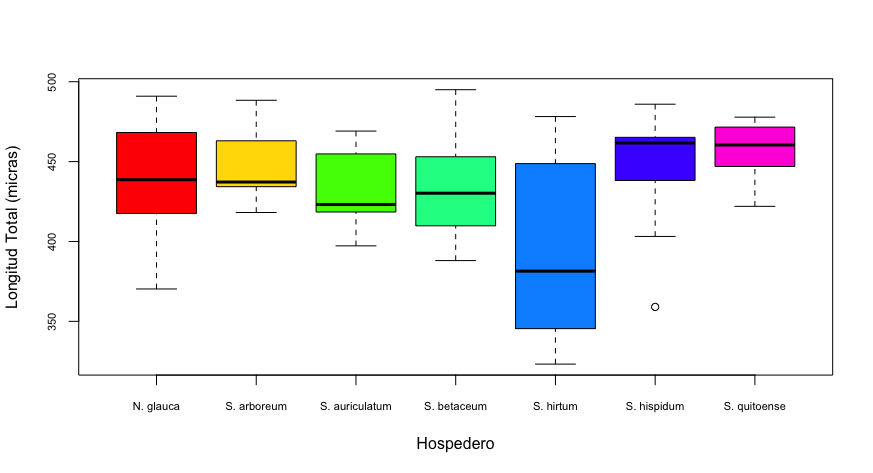 Longitud Total (micras)
500
450
400
350
N. glauca
S. arboreum
S. auriculatum
S. betaceum
S. hirtum
S. hispidum
S. quitoense
Hospedero